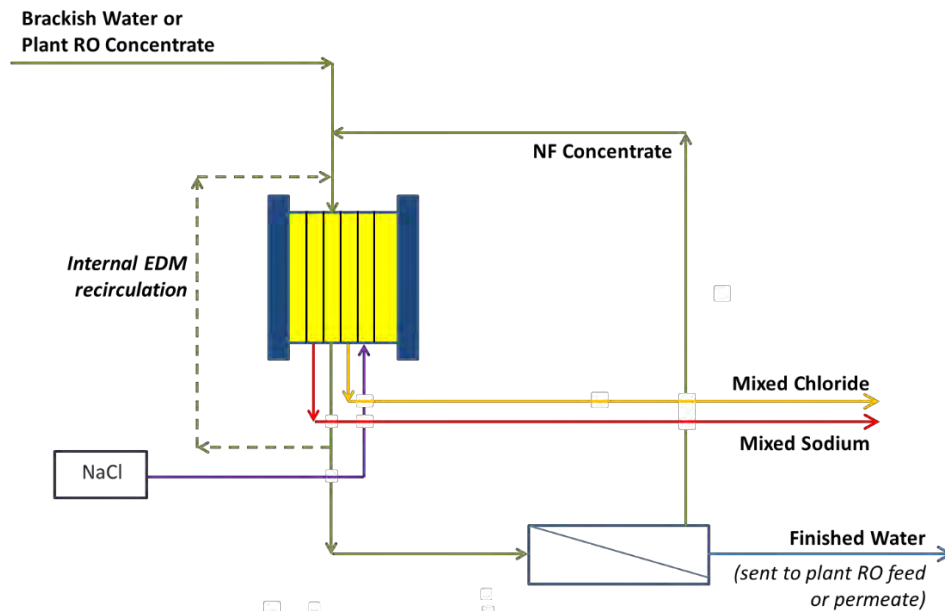 Brackish Water or
Plant RO Concentrate
NF Concentrate
Internal EDM
recirculation
Mixed Chloride
Mixed Sodium
NaCl
Finished Water
(sent to plant RO feed
or permeate)